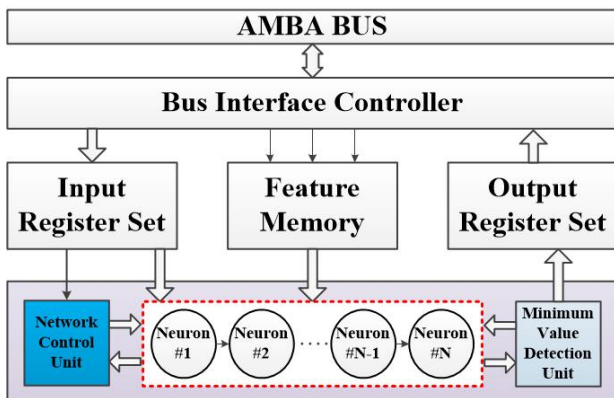 AMBA BUS
Bus Interface Controller
Input
Register Set
Feature
Memory
Output
Register Set
Network
Control
Unit
Neuron
#1
Neuron
#2
Neuron
#N-1
Neuron
#N
Minimum
Value
Detection
Unit